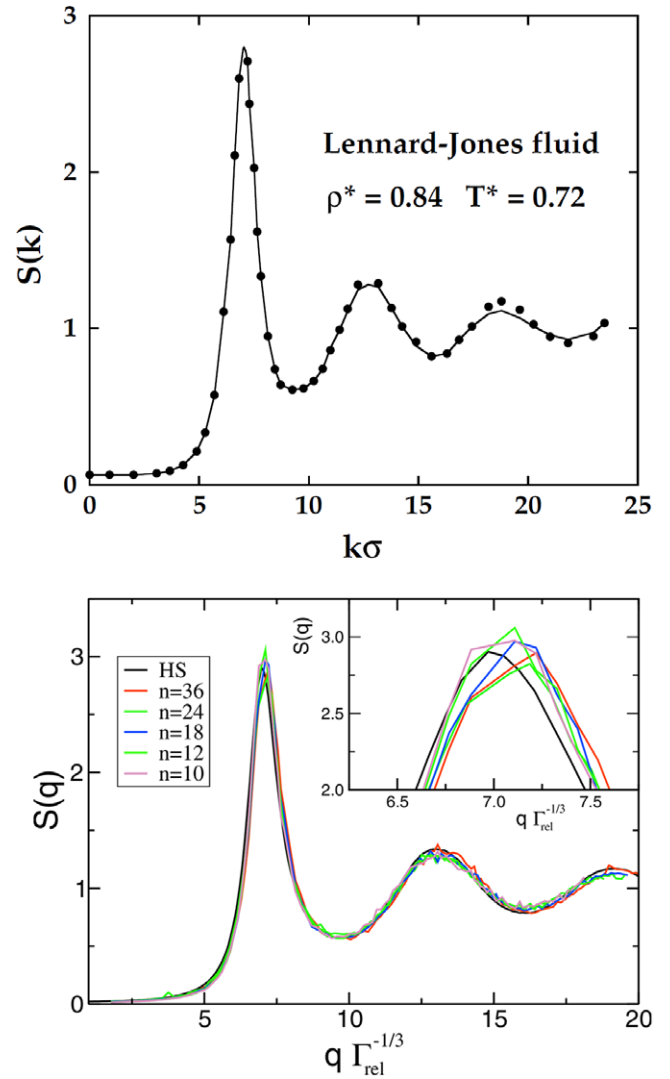 3
2
1
0
S(k)
Lennard-Jones fluid
ρ* = 0.84 T* = 0.72
0 5 10 15 20 25
kσ
3
2
1
0
S(q)
HS
n=36
n=24
n=18
n=12
n=10
S(q)
3.0
2.5
2.0
6.5 7.0 7.5
q Γrel^-1/3
5 10 15 20
q Γrel^-1/3